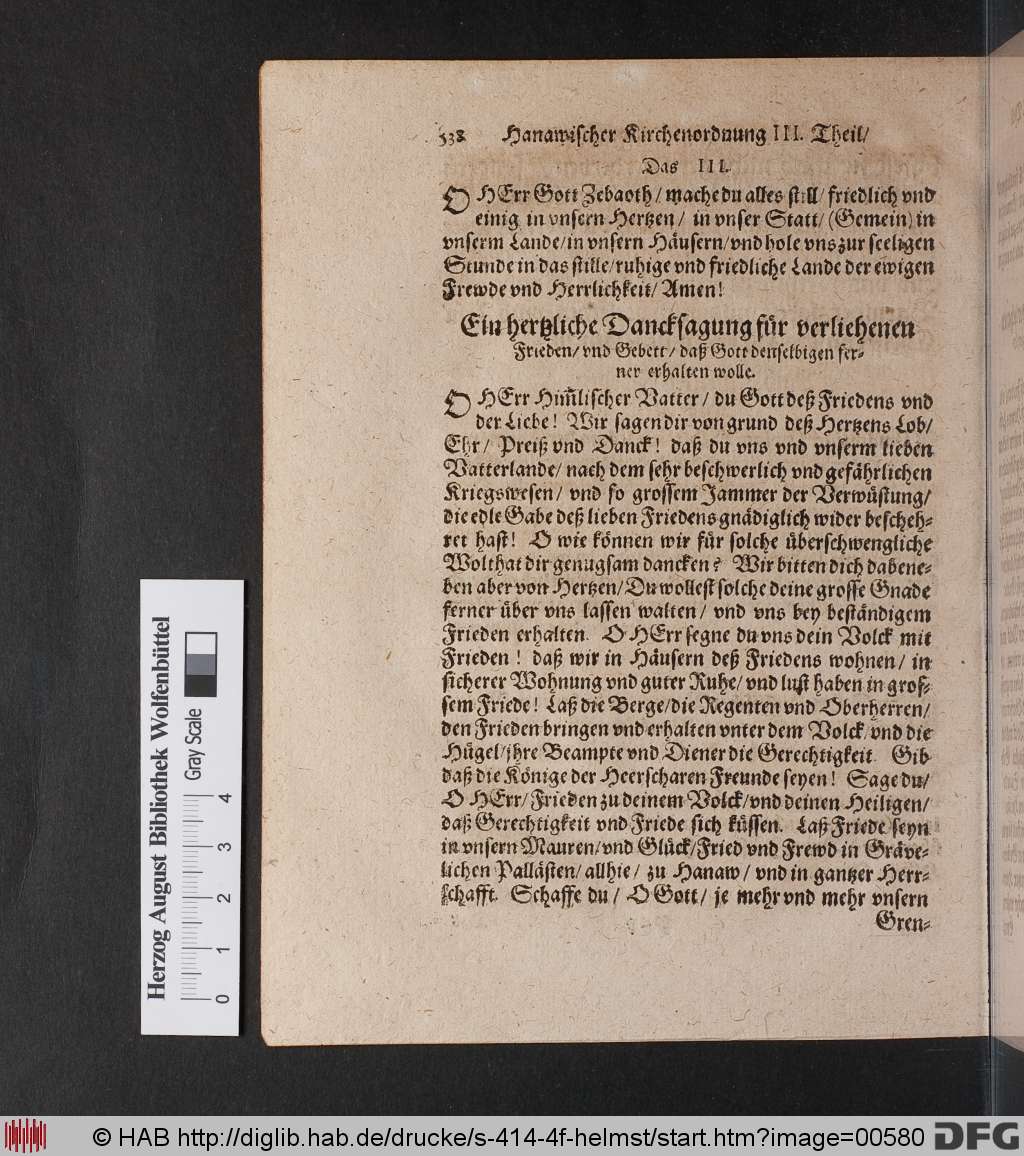 538 Hanawischer Kirchenordnung III. Theil/
Das III.
O HErr Gott Zebaoth / mache du alles still / friedlich vnd
einig in vnsern Hertzen / in vnser Statt / (Gemein) in
vnserm Lande / in vnsern Häusern / vnd hole vns zur seeligen
Stunde in das stille / ruhige vnd friedliche Lande der ewigen
Frewde vnd Herrlichkeit / Amen!
Ein hertzliche Dancksagung für verliehenen
Frieden / vnd Gebett / daß Gott denselbigen fer-
ner erhalten wolle.
O HErr Him̃lischer Vatter / du Gott deß Friedens vnd
der Liebe! Wir sagen dir von grund deß Hertzens Lob /
Ehr / Preiß vnd Danck! daß du vns vnd vnserm lieben
Vatterlande / nach dem sehr beschwerlich vnd gefährlichen
Kriegswesen / vnd so grossem Jammer der Verwüstung /
die edle Gabe deß lieben Friedens gnädiglich wider bescheh-
ret hast! O wie können wir für solche überschwengliche
Wolthat dir genugsam dancken? Wir bitten dich dabene-
ben aber von Hertzen / Du wollest solche deine grosse Gnade
ferner über vns lassen walten / vnd vns bey beständigem
Frieden erhalten. O HErr segne du vns dein Volck mit
Frieden! daß wir in Häusern deß Friedens wohnen / in
sicherer Wohnung vnd guter Ruhe / vnd lust haben in gros-
sem Friede! Laß die Berge / die Regenten vnd Oberherren /
den Frieden bringen vnd erhalten vnter dem Volck / vnd die
Hügel / jhre Beampte vnd Diener die Gerechtigkeit. Gib
daß die Könige der Heerscharen Freunde seyen! Sage du /
O HErr / Frieden zu deinem Volck / vnd deinen Heiligen /
daß Gerechtigkeit vnd Friede sich küssen. Laß Friede seyn
in vnsern Mauren / vnd Glück / Fried vnd Frewd in Gräve-
lichen Pallästen / allhie / zu Hanaw / vnd in gantzer Herr-
schafft. Schaffe du / O Gott / je mehr vnd mehr vnsern
Gren-
Herzog August Bibliothek Wolfenbüttel
Gray Scale
0 1 2 3 4
© HAB http://diglib.hab.de/drucke/s-414-4f-helmst/start.htm?image=00580
DFG